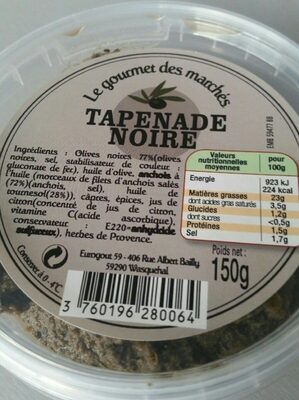 Le gourmet des marchés
TAPENADE
NOIRE
Ingrédients : Olives noires 77%(olives
noires, sel, stabilisateur de couleur :
gluconate de fer), huile d'olive, anchois à
l'huile (morceaux de filets d'anchois salés
(72%)(anchois, sel), huile de
tournesol(28%)), câpres, épices, jus de
citron(concentré de jus de citron,
vitamine C(acide ascorbique),
conservateur : E220-anhydride
sulfureux), herbes de Provence.
Conserver à 0 -4°C
Eurogout 59 - 406 Rue Albert Bailly
59290 Wasquehal
3 760196 280064
Valeurs
nutritionnelles
moyennes
pour
100g
Energie
923 kJ
224 kcal
Matières grasses 23g
dont acides gras saturés 3,5g
Glucides 1,2g
dont sucres <0,5g
Protéines 1,5g
Sel 1,7g
Poids net :
150g
EMB 59477 BB